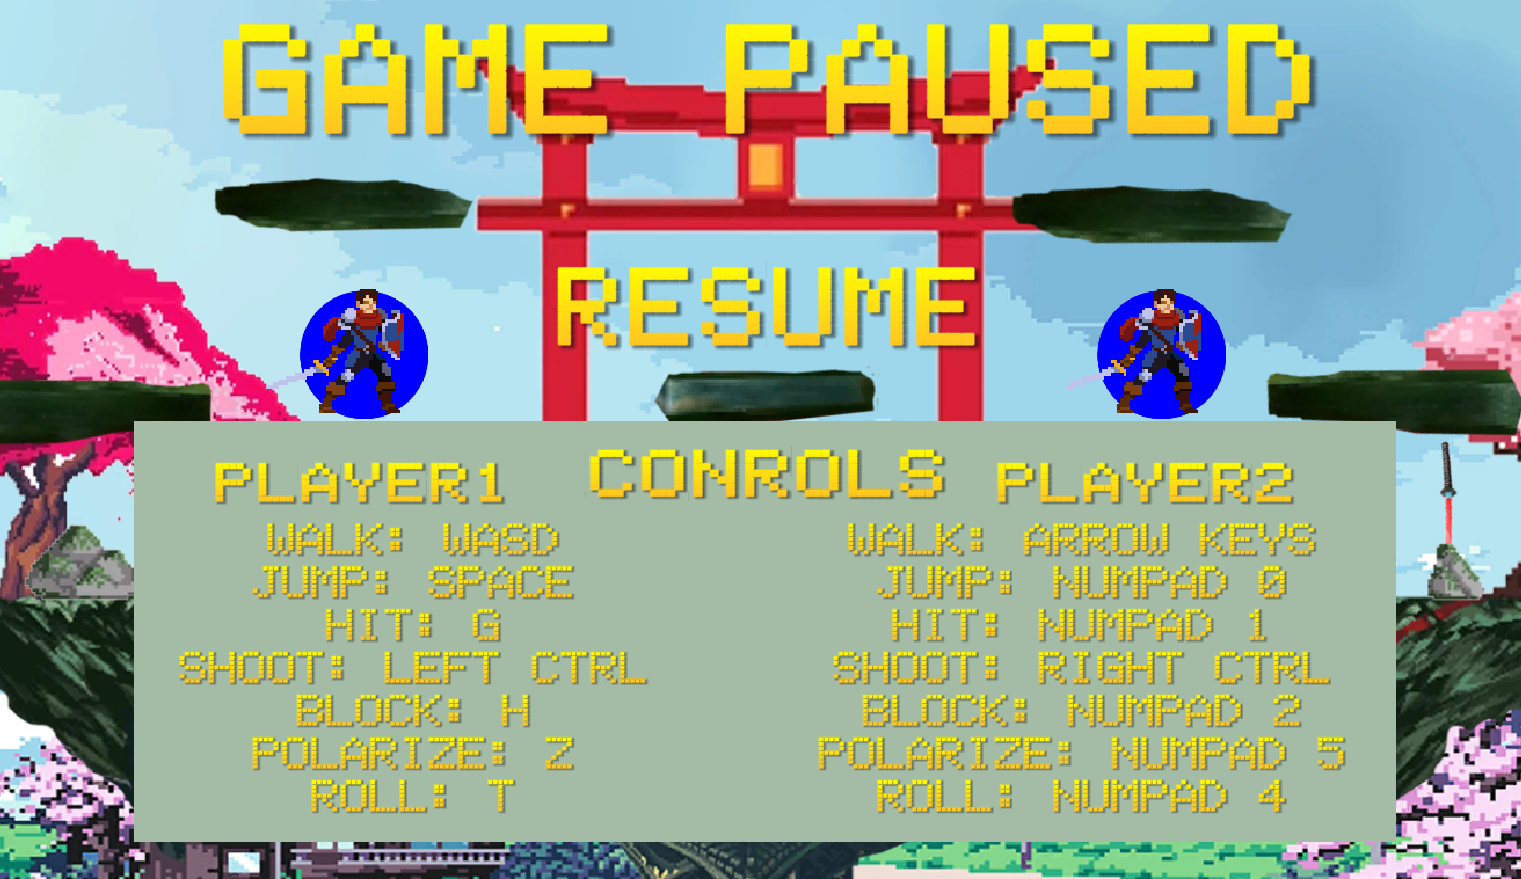 GAME PAUSED
RESUME
CONROLS
PLAYER1
WALK: WASD
JUMP: SPACE
HIT: G
SHOOT: LEFT CTRL
BLOCK: H
POLARIZE: Z
ROLL: T
PLAYER2
WALK: ARROW KEYS
JUMP: NUMPAD 0
HIT: NUMPAD 1
SHOOT: RIGHT CTRL
BLOCK: NUMPAD 2
POLARIZE: NUMPAD 5
ROLL: NUMPAD 4